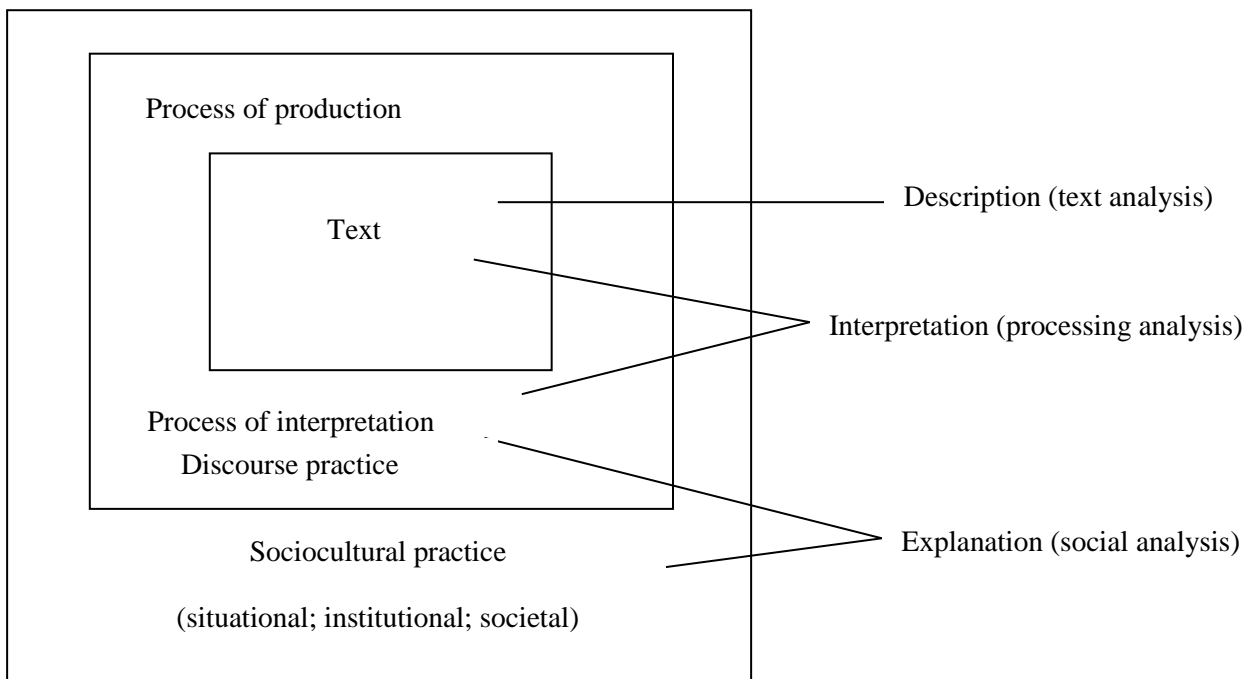 Process of production
Text
Description (text analysis)
Interpretation (processing analysis)
Process of interpretation
Discourse practice
Explanation (social analysis)
Sociocultural practice
(situational; institutional; societal)